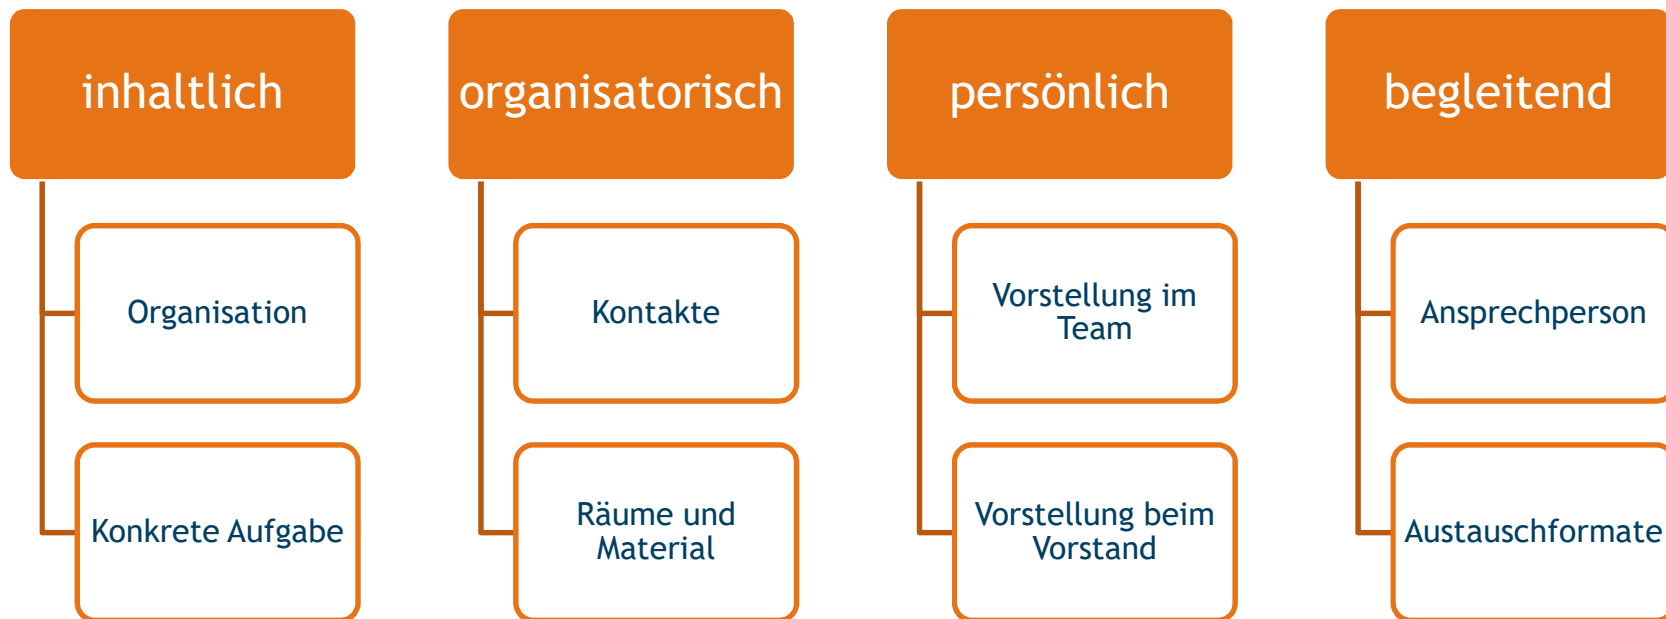 inhaltlich
Organisation
Konkrete Aufgabe
organisatorisch
Kontakte
Räume und
Material
persönlich
Vorstellung im
Team
Vorstellung beim
Vorstand
begleitend
Ansprechperson
Austauschformate